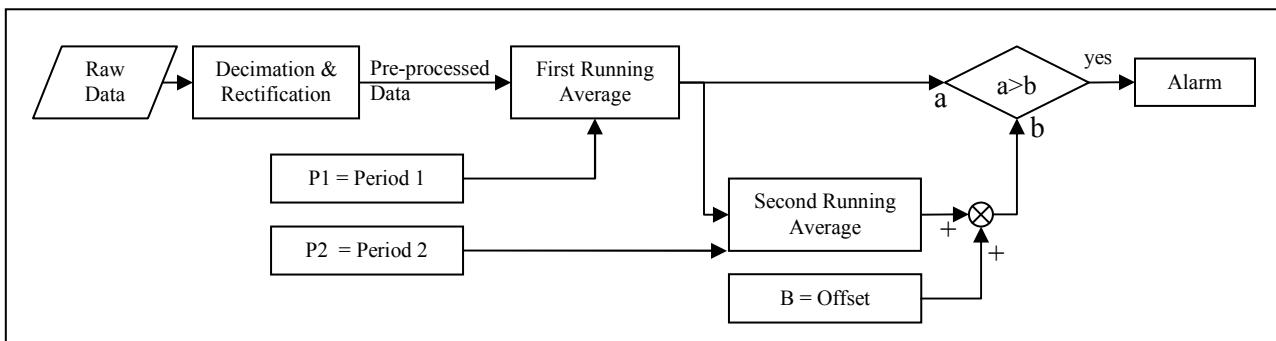 Raw
Data
Decimation &
Rectification
Pre-processed
Data
First Running
Average
a
a>b
b
yes
Alarm
P1 = Period 1
P2 = Period 2
Second Running
Average
+
+
B = Offset